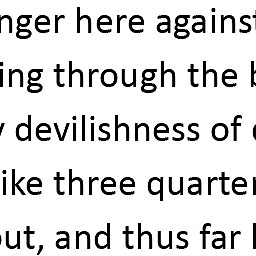 nger here against
ing through the b
y devilishness of
ike three quarter
out, and thus far